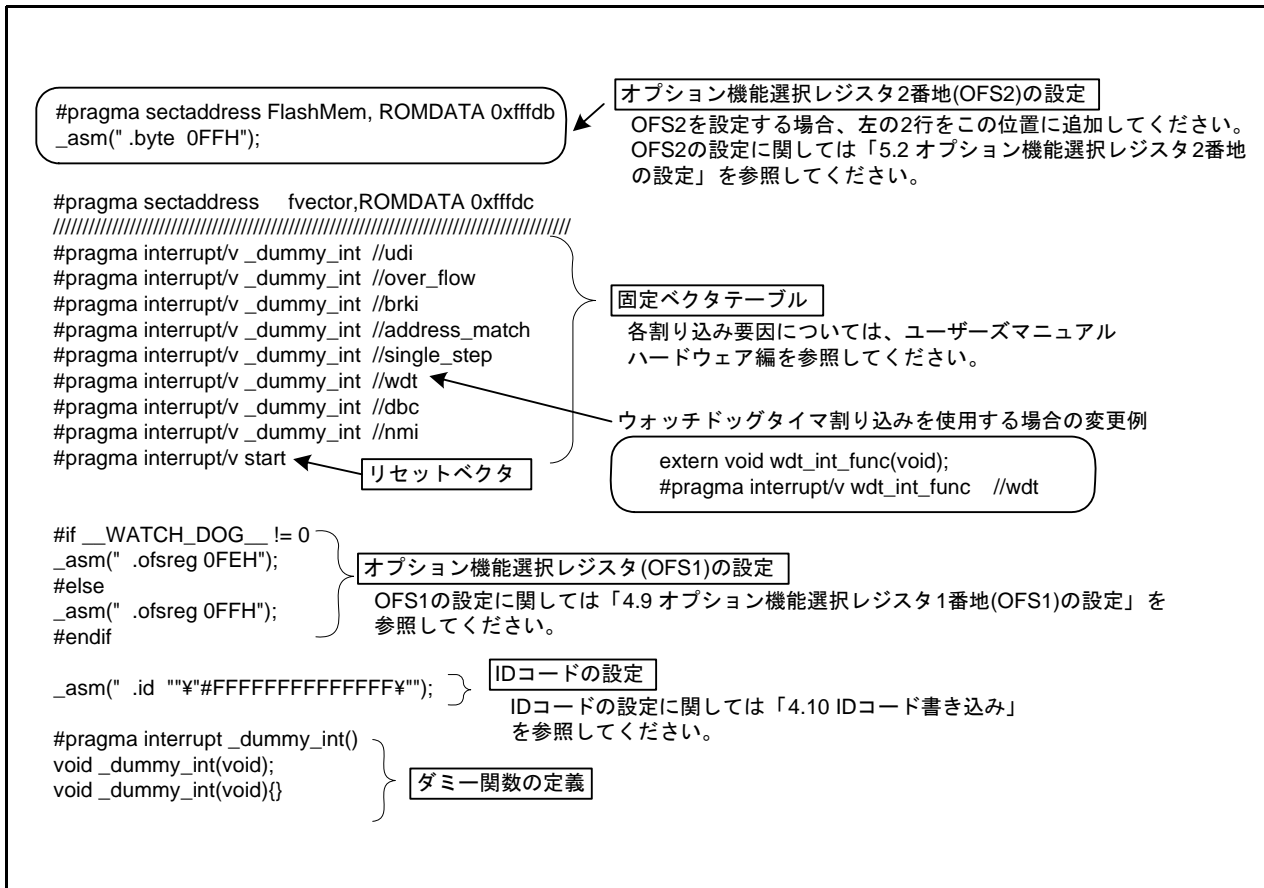 #pragma sectaddress FlashMem, ROMDATA 0xfffdb
_asm(" .byte  0FFH");
オプション機能選択レジスタ2番地(OFS2)の設定
OFS2を設定する場合、左の2行をこの位置に追加してください。
OFS2の設定に関しては「5.2 オプション機能選択レジスタ2番地
の設定」を参照してください。
#pragma sectaddress     fvector,ROMDATA 0xfffdc
////////////////////////////////////////////////////////////////////////////////////////
#pragma interrupt/v _dummy_int  //udi
#pragma interrupt/v _dummy_int  //over_flow
#pragma interrupt/v _dummy_int  //brki
#pragma interrupt/v _dummy_int  //address_match
#pragma interrupt/v _dummy_int  //single_step
#pragma interrupt/v _dummy_int  //wdt
#pragma interrupt/v _dummy_int  //dbc
#pragma interrupt/v _dummy_int  //nmi
#pragma interrupt/v start
固定ベクタテーブル
各割り込み要因については、ユーザーズマニュアル
ハードウェア編を参照してください。
ウォッチドッグタイマ割り込みを使用する場合の変更例
extern void wdt_int_func(void);
#pragma interrupt/v wdt_int_func   //wdt
リセットベクタ
#if __WATCH_DOG__ != 0
_asm("  .ofsreg 0FEH");
#else
_asm("  .ofsreg 0FFH");
#endif
オプション機能選択レジスタ(OFS1)の設定
OFS1の設定に関しては「4.9 オプション機能選択レジスタ1番地(OFS1)の設定」を
参照してください。
_asm("  .id  ""¥"#FFFFFFFFFFFFFF¥"");
IDコードの設定
IDコードの設定に関しては「4.10 IDコード書き込み」
を参照してください。
#pragma interrupt _dummy_int()
void _dummy_int(void);
void _dummy_int(void){}
ダミー関数の定義